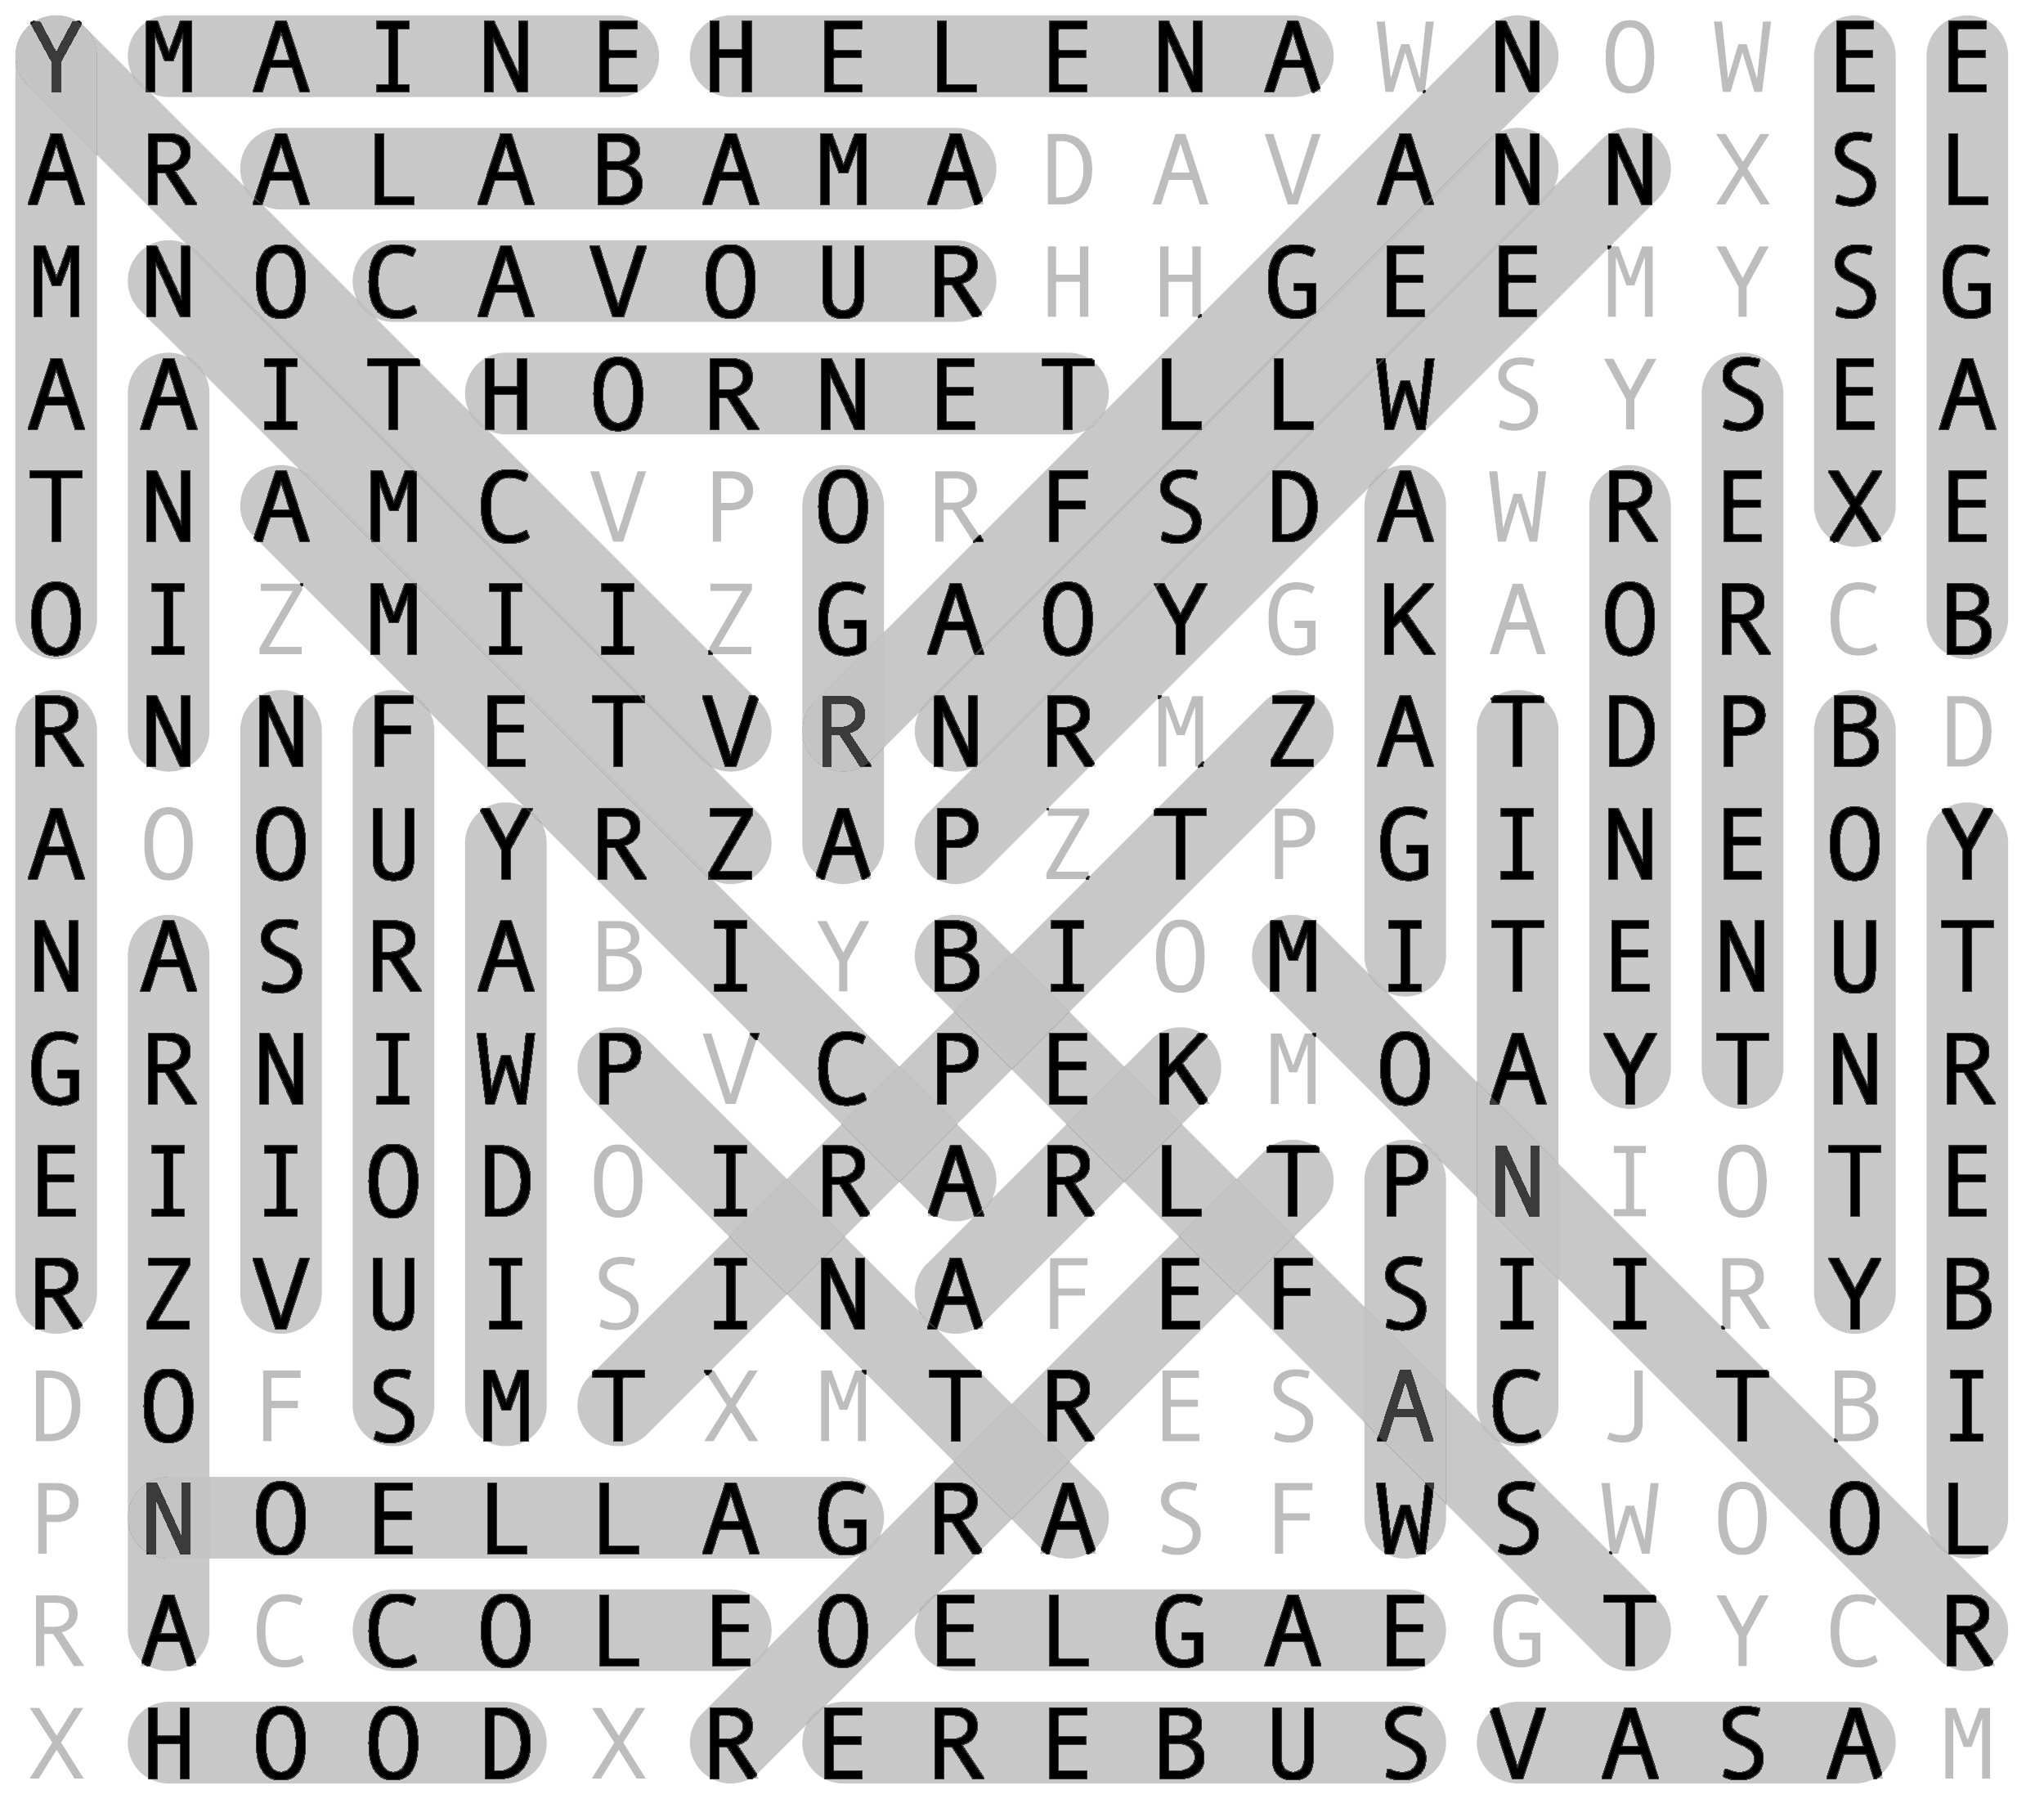 Y M A I N E H E L E N A W N O W E E
A R A L A B A M A D A V A N N X S L
M N O C A V O U R H H G E E M Y S G
A A I T H O R N E T L L W S Y S E A
T N A M C V P O R F S D A W R E X E
O I Z M I I Z G A O Y G K A O R C B
R N N F E T V R N R M Z A T D P B D
A O O U Y R Z A P Z T P G I N E O Y
N A S R A B I Y B I O M I T E N U T
G R N I W P V C P E K M O A Y T N R
E I I O D O I R A R L T P N I O T E
R Z V U I S I N A F E F S I I R Y B
D O F S M T X M T R E S A C J T B I
P N O E L L A G R A S F W S W O O L
R A C C O L E O E L G A E G T Y C R
X H O O D X R E R E B U S V A S A M